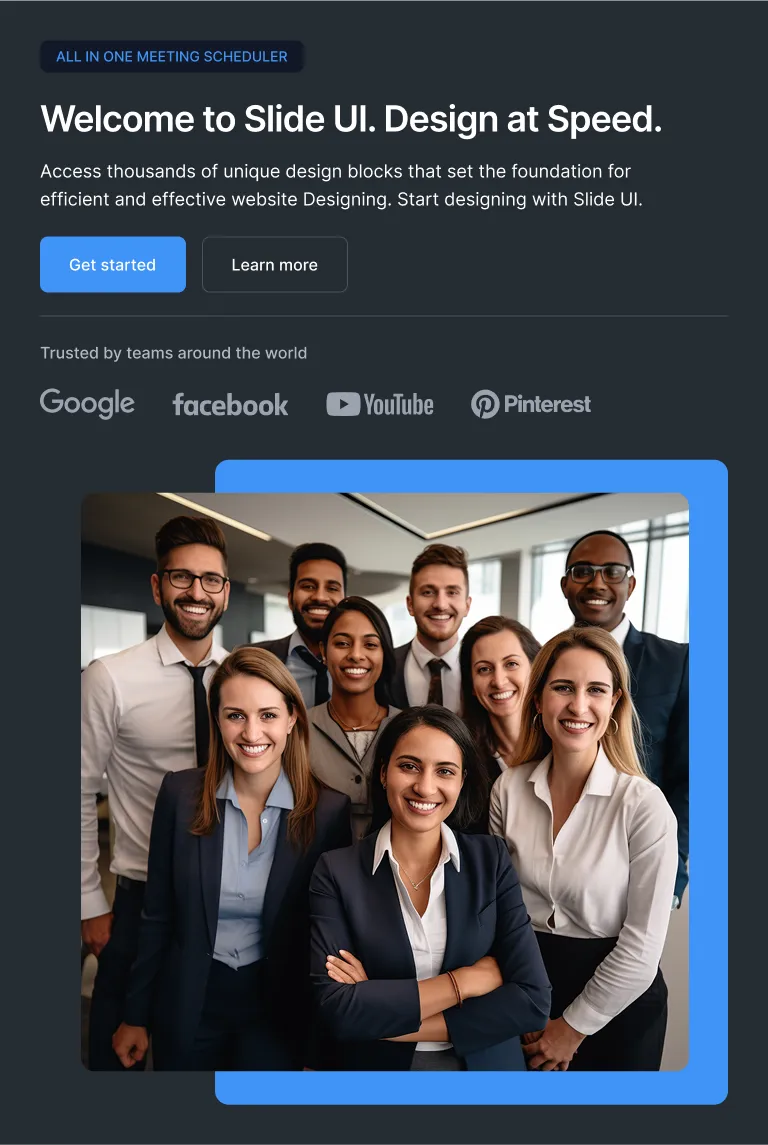 ALL IN ONE MEETING SCHEDULER
Welcome to Slide UI. Design at Speed.
Access thousands of unique design blocks that set the foundation for
efficient and effective website Designing. Start designing with Slide UI.
Get started
Learn more
Trusted by teams around the world
Google facebook YouTube Pinterest